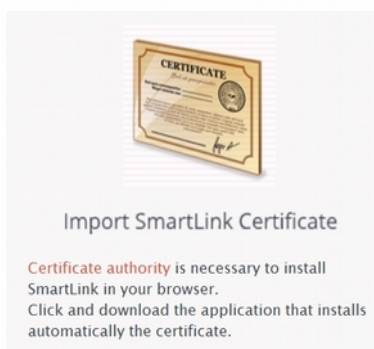 CERTIFICATE
Import SmartLink Certificate
Certificate authority is necessary to install
SmartLink in your browser.
Click and download the application that installs
automatically the certificate.